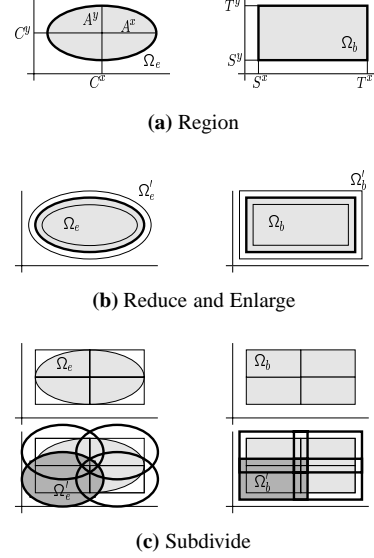 A^y A^x
C^y
Ω_e
C^x
T^y
Ω_b
S^y
S^x T^x
(a) Region
Ω'_e
Ω_e
Ω'_b
Ω_b
(b) Reduce and Enlarge
Ω_e
Ω_b
Ω'_e
Ω'_b
(c) Subdivide